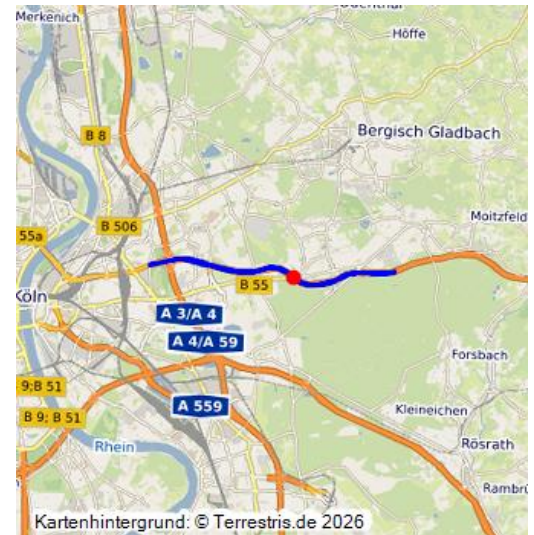 Merkenich
Höffe
B 8
Bergisch Gladbach
Moitzfeld
B 506
55a
B 55
Köln
A 3/A 4
A 4/A 59
Forsbach
9;B 51
A 559
Kleineichen
B 9; B 51
Rösrath
Rhein
Kartenhintergrund: © Terrestris.de 2026